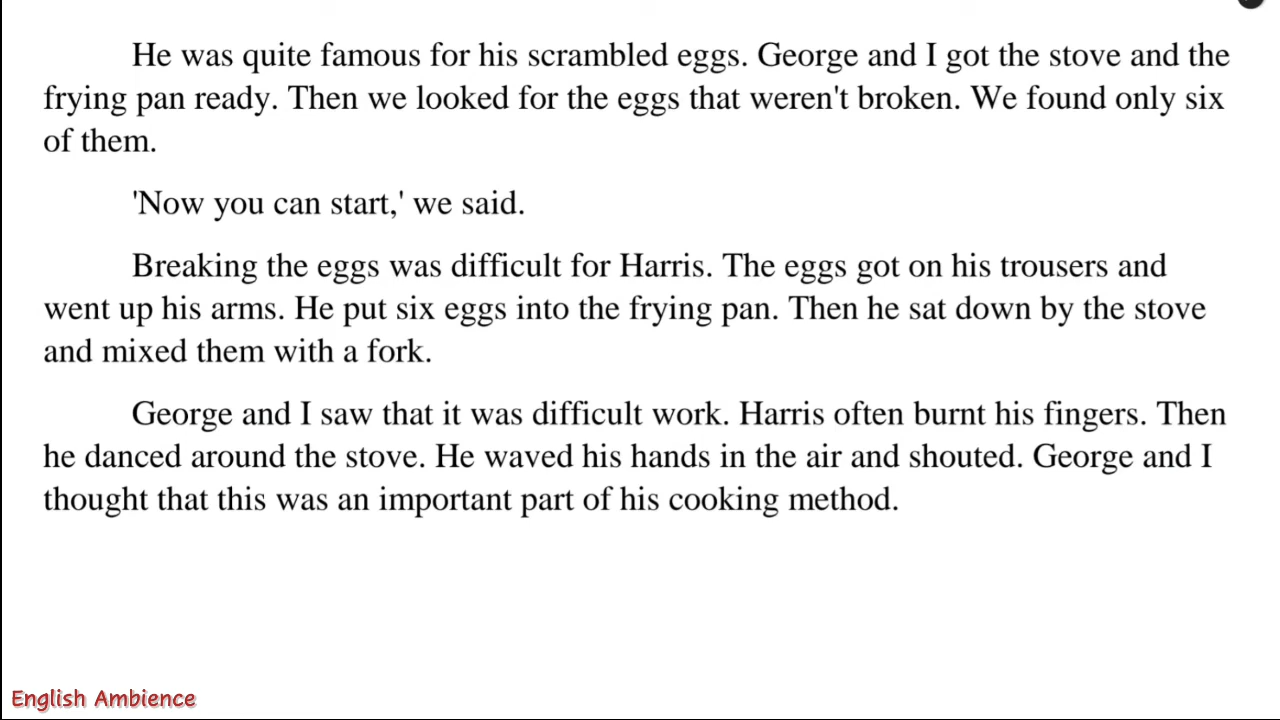 He was quite famous for his scrambled eggs. George and I got the stove and the
frying pan ready. Then we looked for the eggs that weren't broken. We found only six
of them.
'Now you can start,' we said.
Breaking the eggs was difficult for Harris. The eggs got on his trousers and
went up his arms. He put six eggs into the frying pan. Then he sat down by the stove
and mixed them with a fork.
George and I saw that it was difficult work. Harris often burnt his fingers. Then
he danced around the stove. He waved his hands in the air and shouted. George and I
thought that this was an important part of his cooking method.
English Ambience